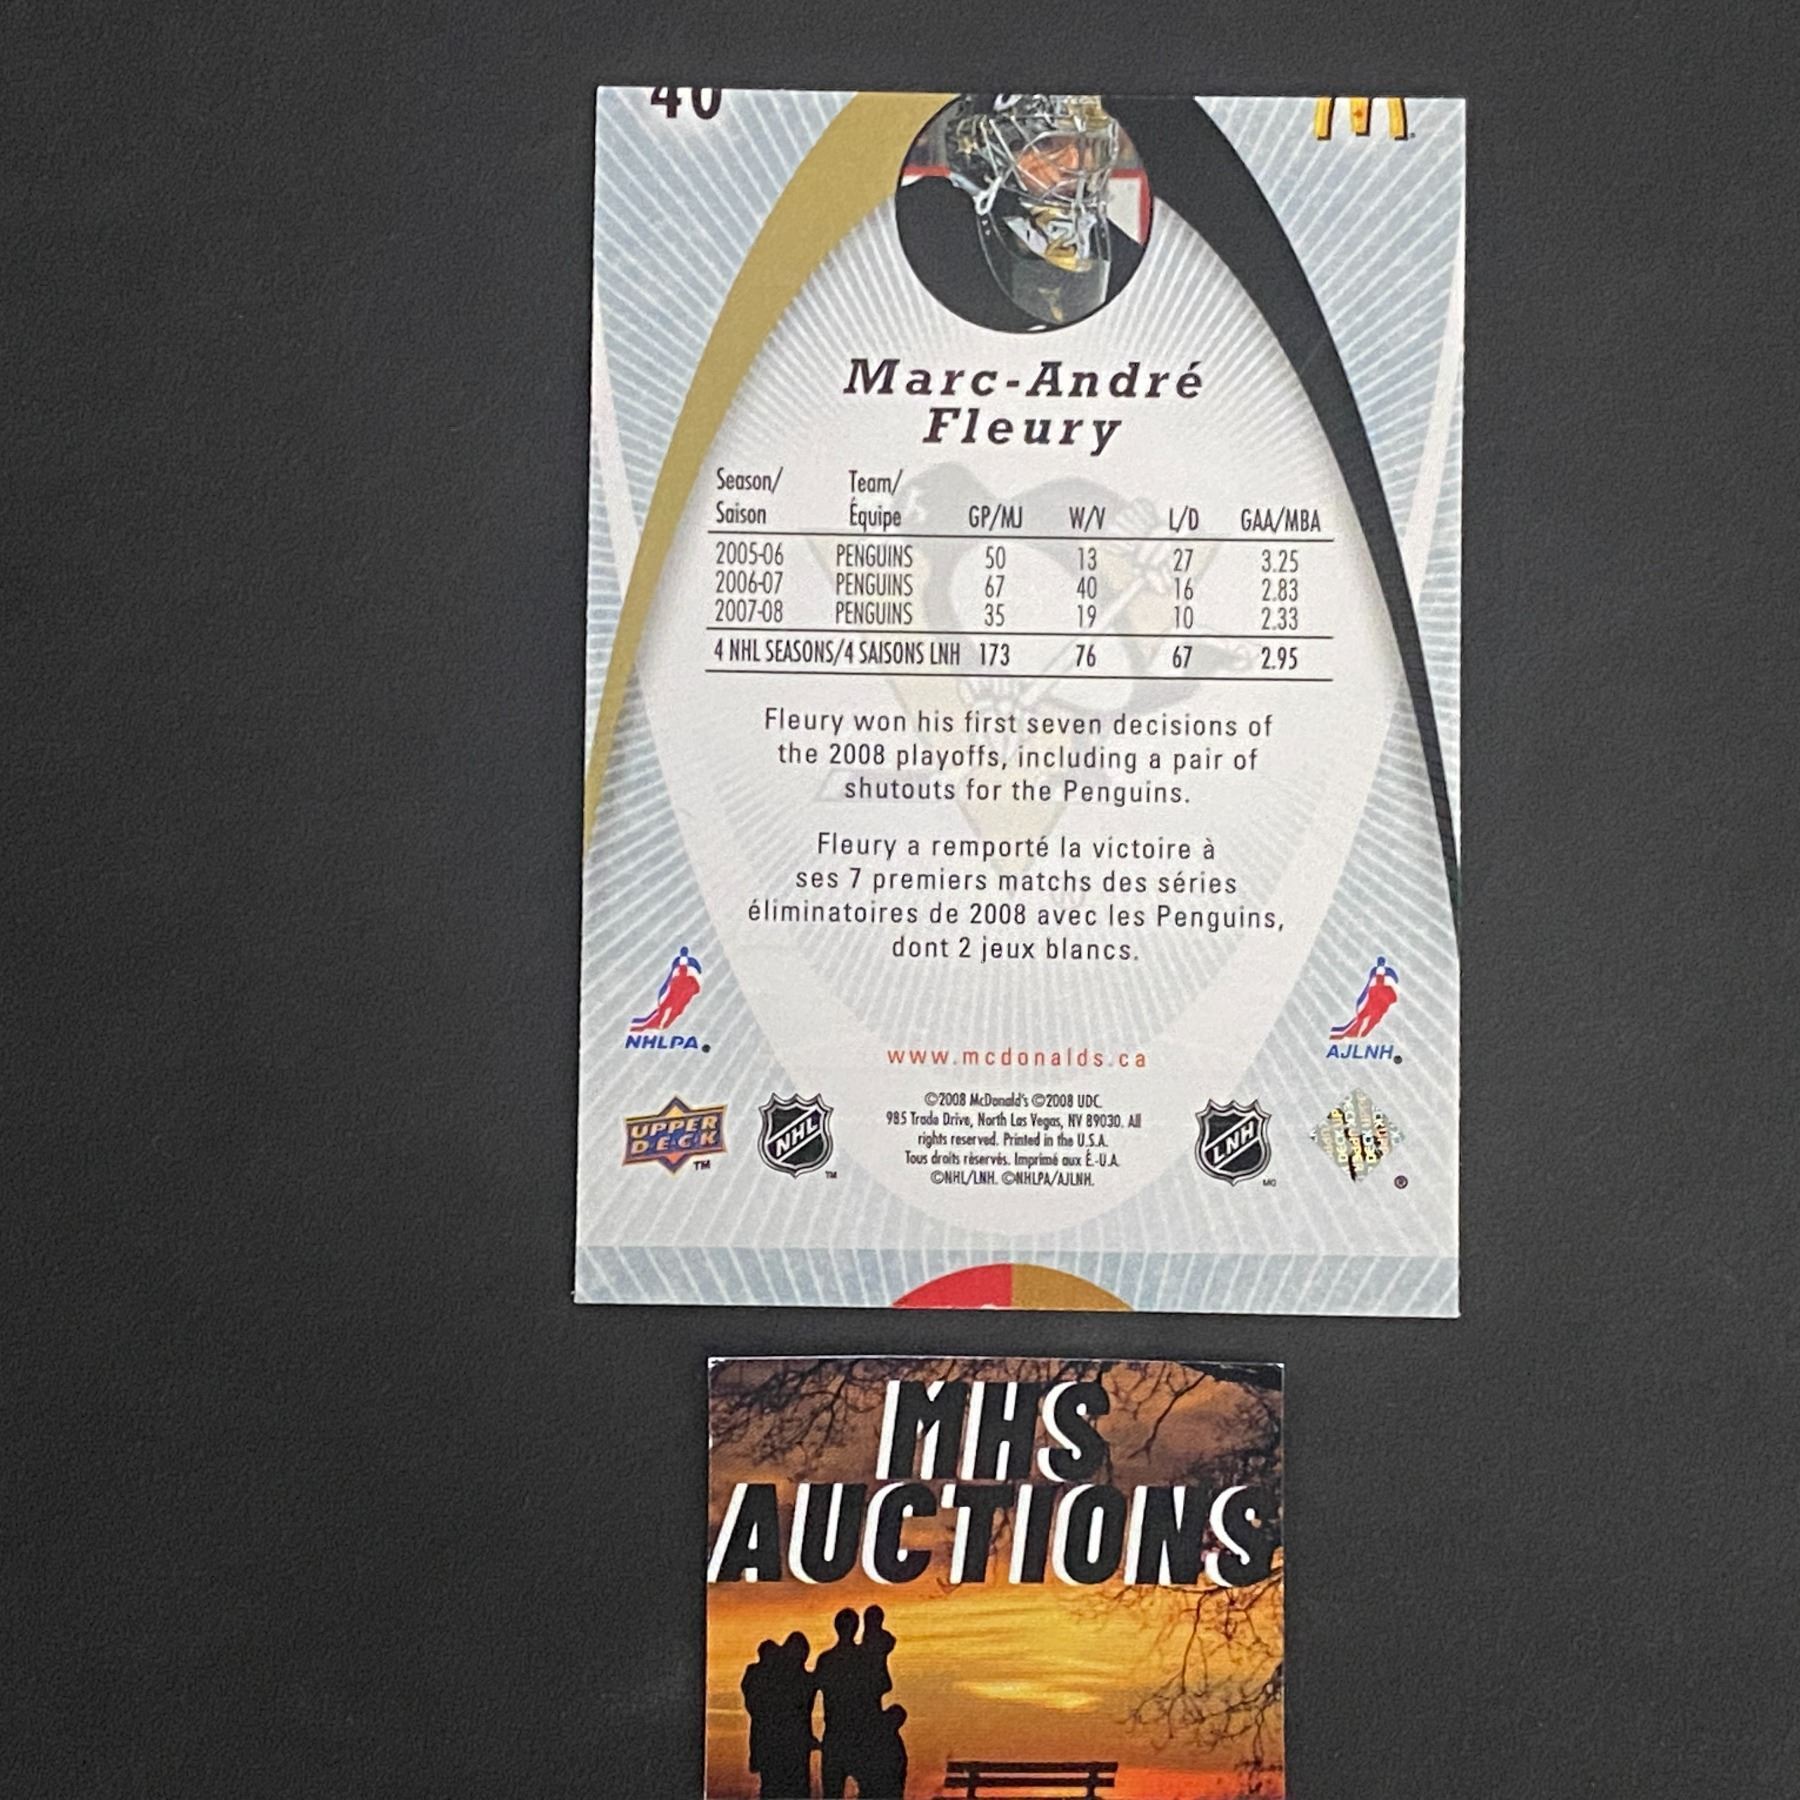 40
Marc-André
Fleury
Season/ Team/
Saison Équipe GP/MJ W/V L/D GAA/MBA
2005-06 PENGUINS 50 13 27 3.25
2006-07 PENGUINS 67 40 16 2.83
2007-08 PENGUINS 35 19 10 2.33
4 NHL SEASONS/4 SAISONS LNH 173 76 67 2.95
Fleury won his first seven decisions of
the 2008 playoffs, including a pair of
shutouts for the Penguins.
Fleury a remporté la victoire à
ses 7 premiers matchs des séries
éliminatoires de 2008 avec les Penguins,
dont 2 jeux blancs.
NHLPA®
AJLNH®
www.mcdonalds.ca
UPPER
DECK
TM
NHL
TM
©2008 McDonald's ©2008 UDC.
985 Trade Drive, North Las Vegas, NV 89030. All
rights reserved. Printed in the U.S.A.
Tous droits réservés. Imprimé aux É.-U.A.
©NHL/LNH. ©NHLPA/AJLNH.
LNH
MC
®
MHS
AUCTIONS